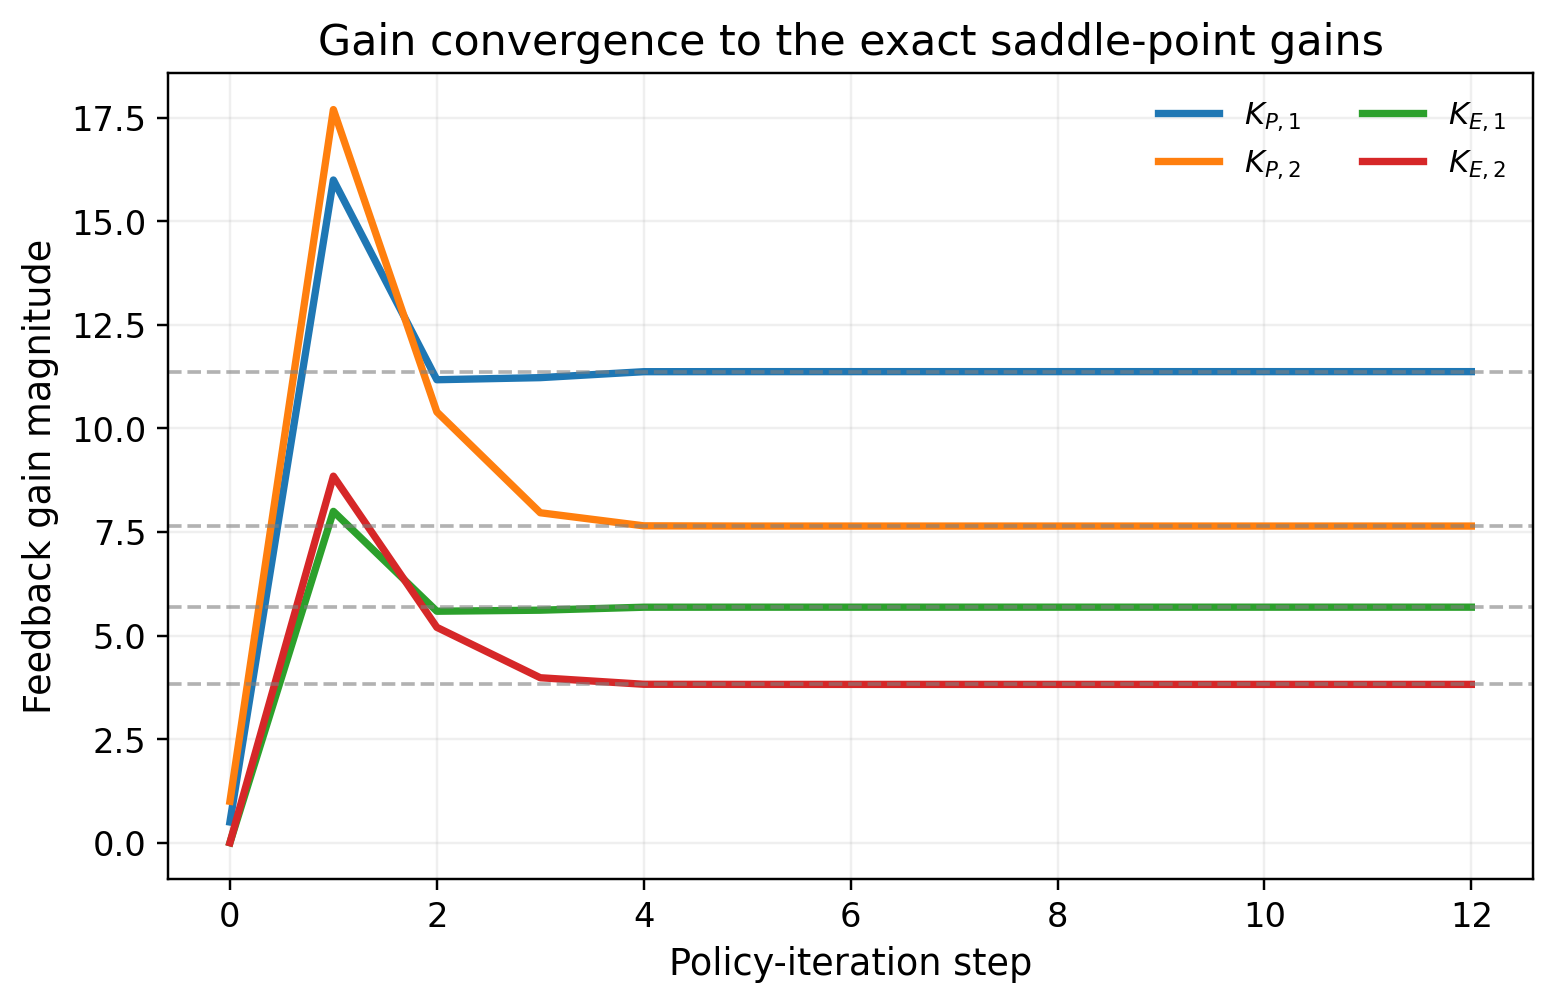 Gain convergence to the exact saddle-point gains
Feedback gain magnitude
17.5
15.0
12.5
10.0
7.5
5.0
2.5
0.0
K_{P,1}
K_{P,2}
K_{E,1}
K_{E,2}
0 2 4 6 8 10 12
Policy-iteration step